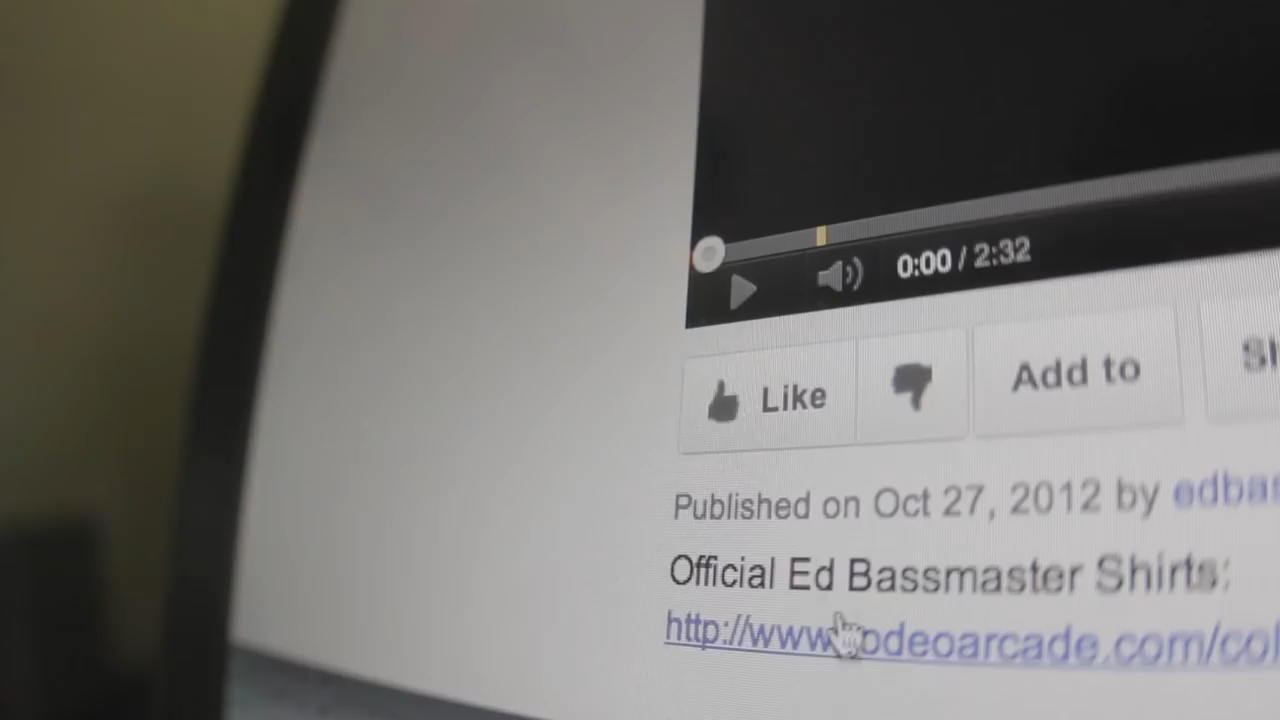 0:00 / 2:32
Like
Add to
Published on Oct 27, 2012 by
Official Ed Bassmaster Shirts: